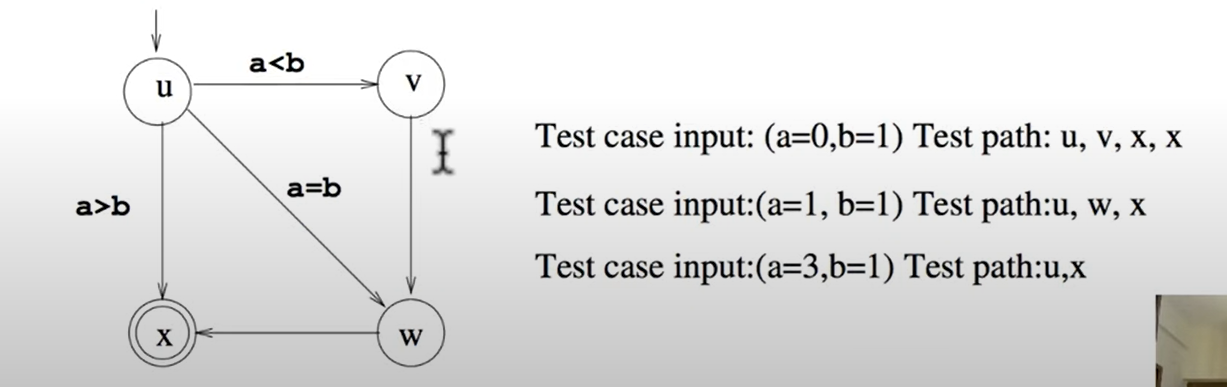 u
a<b
v
a>b
a=b
x
w
Test case input: (a=0,b=1) Test path: u, v, x, x
Test case input:(a=1, b=1) Test path:u, w, x
Test case input:(a=3,b=1) Test path:u,x